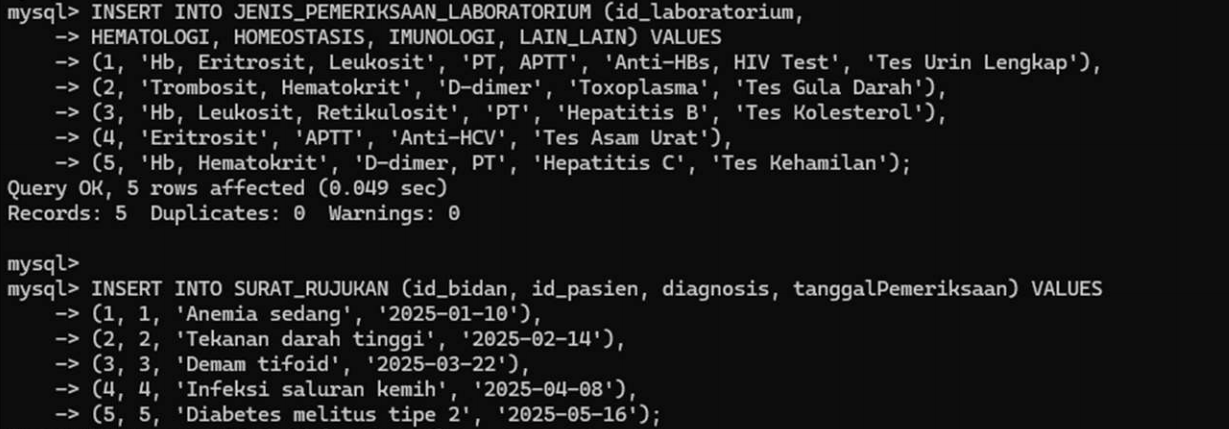 mysql> INSERT INTO JENIS_PEMERIKSAAN_LABORATORIUM (id_laboratorium,
    -> HEMATOLOGI, HOMEOSTASIS, IMUNOLOGI, LAIN_LAIN) VALUES
    -> (1, 'Hb, Eritrosit, Leukosit', 'PT, APTT', 'Anti-HBs, HIV Test', 'Tes Urin Lengkap'),
    -> (2, 'Trombosit, Hematokrit', 'D-dimer', 'Toxoplasma', 'Tes Gula Darah'),
    -> (3, 'Hb, Leukosit, Retikulosit', 'PT', 'Hepatitis B', 'Tes Kolesterol'),
    -> (4, 'Eritrosit', 'APTT', 'Anti-HCV', 'Tes Asam Urat'),
    -> (5, 'Hb, Hematokrit', 'D-dimer, PT', 'Hepatitis C', 'Tes Kehamilan');
Query OK, 5 rows affected (0.049 sec)
Records: 5  Duplicates: 0  Warnings: 0

mysql>
mysql> INSERT INTO SURAT_RUJUKAN (id_bidan, id_pasien, diagnosis, tanggalPemeriksaan) VALUES
    -> (1, 1, 'Anemia sedang', '2025-01-10'),
    -> (2, 2, 'Tekanan darah tinggi', '2025-02-14'),
    -> (3, 3, 'Demam tifoid', '2025-03-22'),
    -> (4, 4, 'Infeksi saluran kemih', '2025-04-08'),
    -> (5, 5, 'Diabetes melitus tipe 2', '2025-05-16');